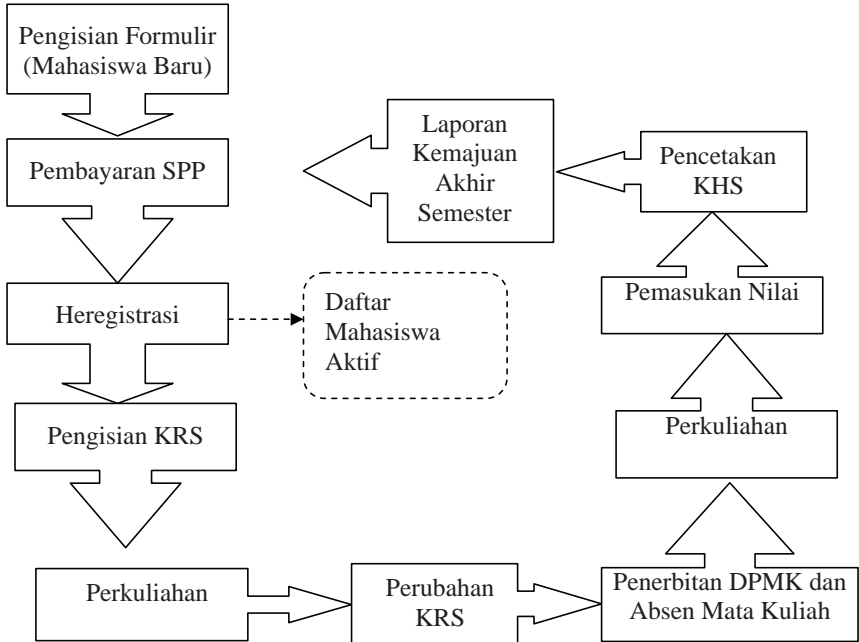 Pengisian Formulir
(Mahasiswa Baru)
Pembayaran SPP
Heregistrasi
Daftar
Mahasiswa
Aktif
Pengisian KRS
Perkuliahan
Perubahan
KRS
Penerbitan DPMK dan
Absen Mata Kuliah
Perkuliahan
Pemasukan Nilai
Pencetakan
KHS
Laporan
Kemajuan
Akhir
Semester